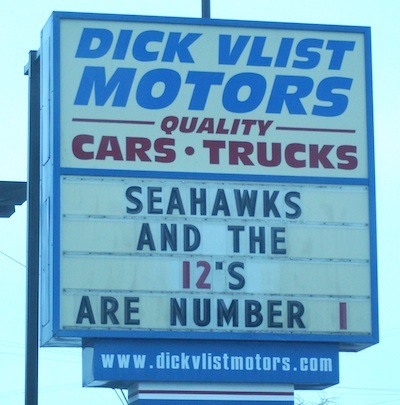 DICK VLIST
MOTORS
QUALITY
CARS • TRUCKS
SEAHAWKS
AND THE
12"S
ARE NUMBER 1
www.dickvlistmotors.com